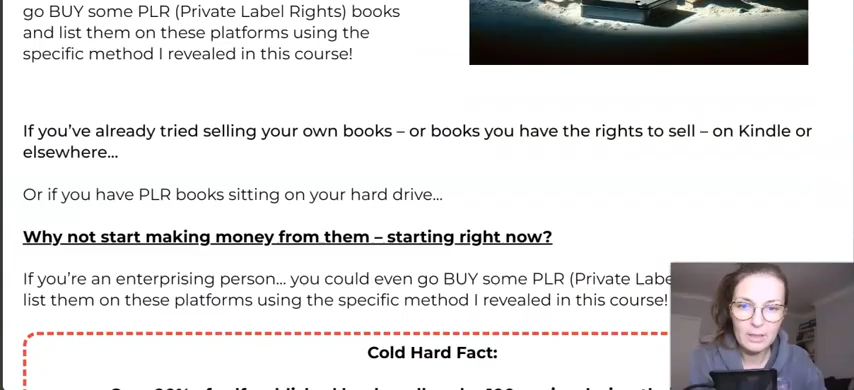 go BUY some PLR (Private Label Rights) books
and list them on these platforms using the
specific method I revealed in this course!
If you've already tried selling your own books – or books you have the rights to sell – on Kindle or
elsewhere...
Or if you have PLR books sitting on your hard drive...
Why not start making money from them – starting right now?
If you're an enterprising person... you could even go BUY some PLR (Private Labe
list them on these platforms using the specific method I revealed in this course!
Cold Hard Fact: